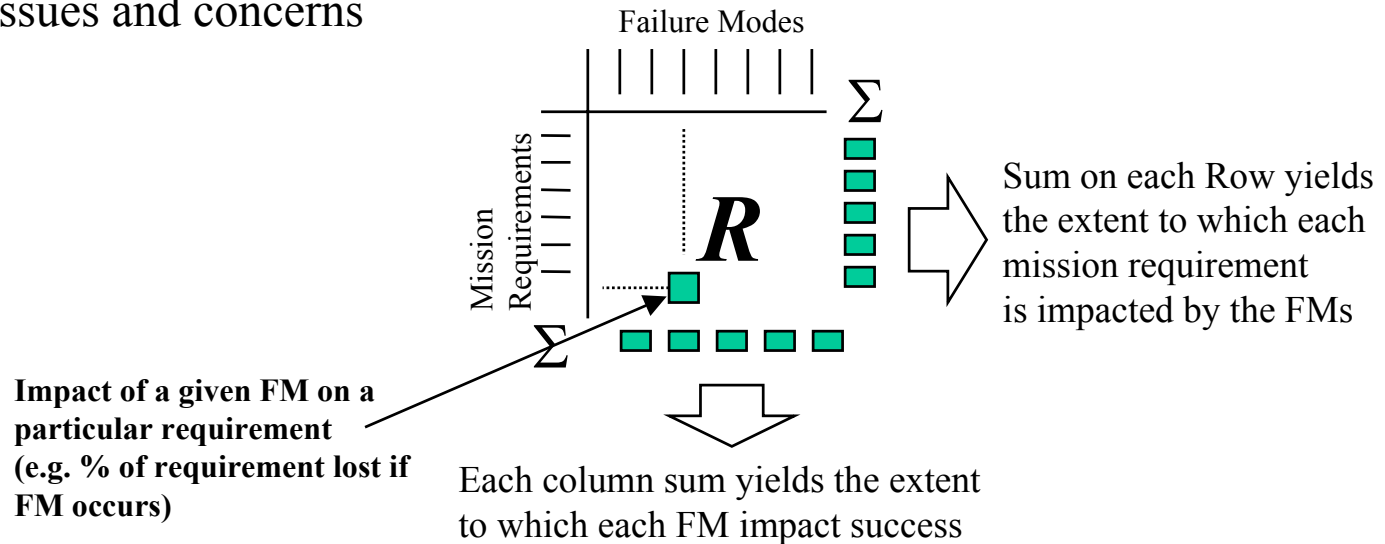 ssues and concerns
Failure Modes
Σ
Mission
Requirements
R
Sum on each Row yields
the extent to which each
mission requirement
is impacted by the FMs
Σ
Impact of a given FM on a
particular requirement
(e.g. % of requirement lost if
FM occurs)
Each column sum yields the extent
to which each FM impact success